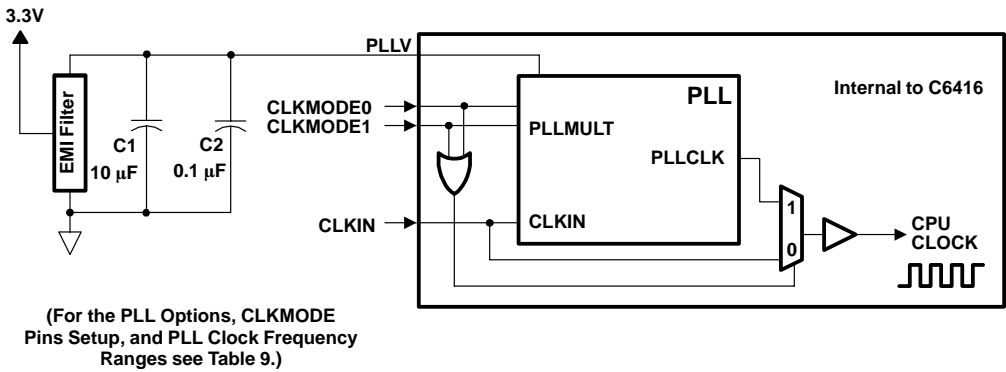 3.3V
PLLV
EMI Filter
C1
10 μF
C2
0.1 μF
CLKMODE0
CLKMODE1
CLKIN
Internal to C6416
PLL
PLLMULT
PLLCLK
CLKIN
1
0
CPU
CLOCK
(For the PLL Options, CLKMODE
Pins Setup, and PLL Clock Frequency
Ranges see Table 9.)